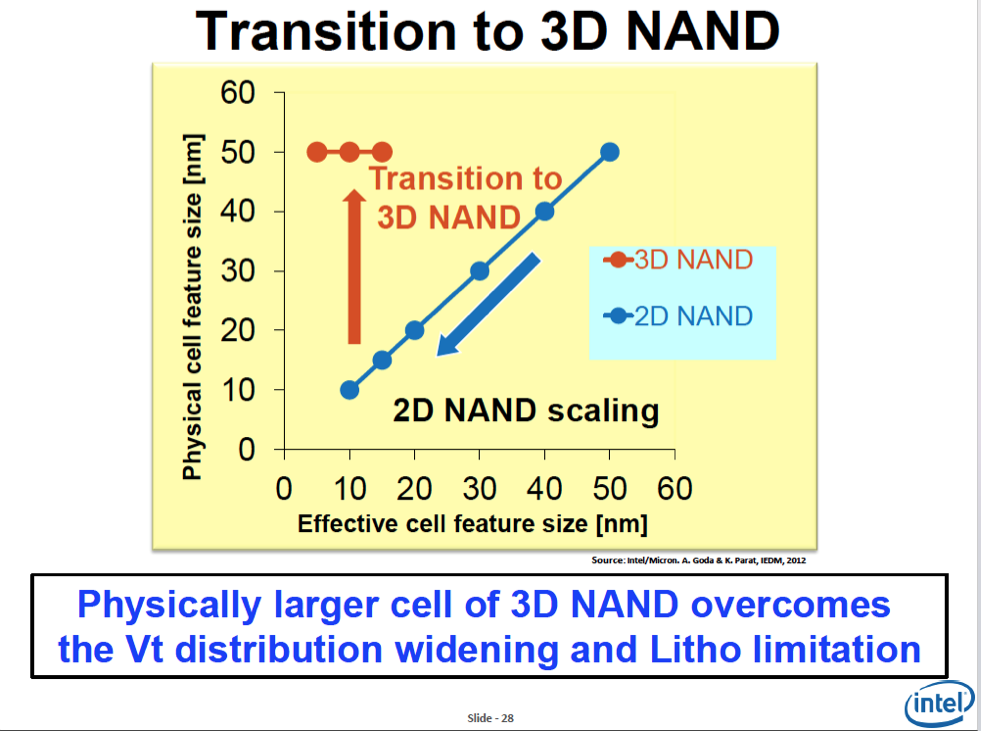 Transition to 3D NAND
60
50
40
30
20
10
0
Physical cell feature size [nm]
Transition to
3D NAND
3D NAND
2D NAND
2D NAND scaling
0 10 20 30 40 50 60
Effective cell feature size [nm]
Source: Intel/Micron. A. Goda & K. Parat, IEDM, 2012
Physically larger cell of 3D NAND overcomes
the Vt distribution widening and Litho limitation
Slide - 28
intel